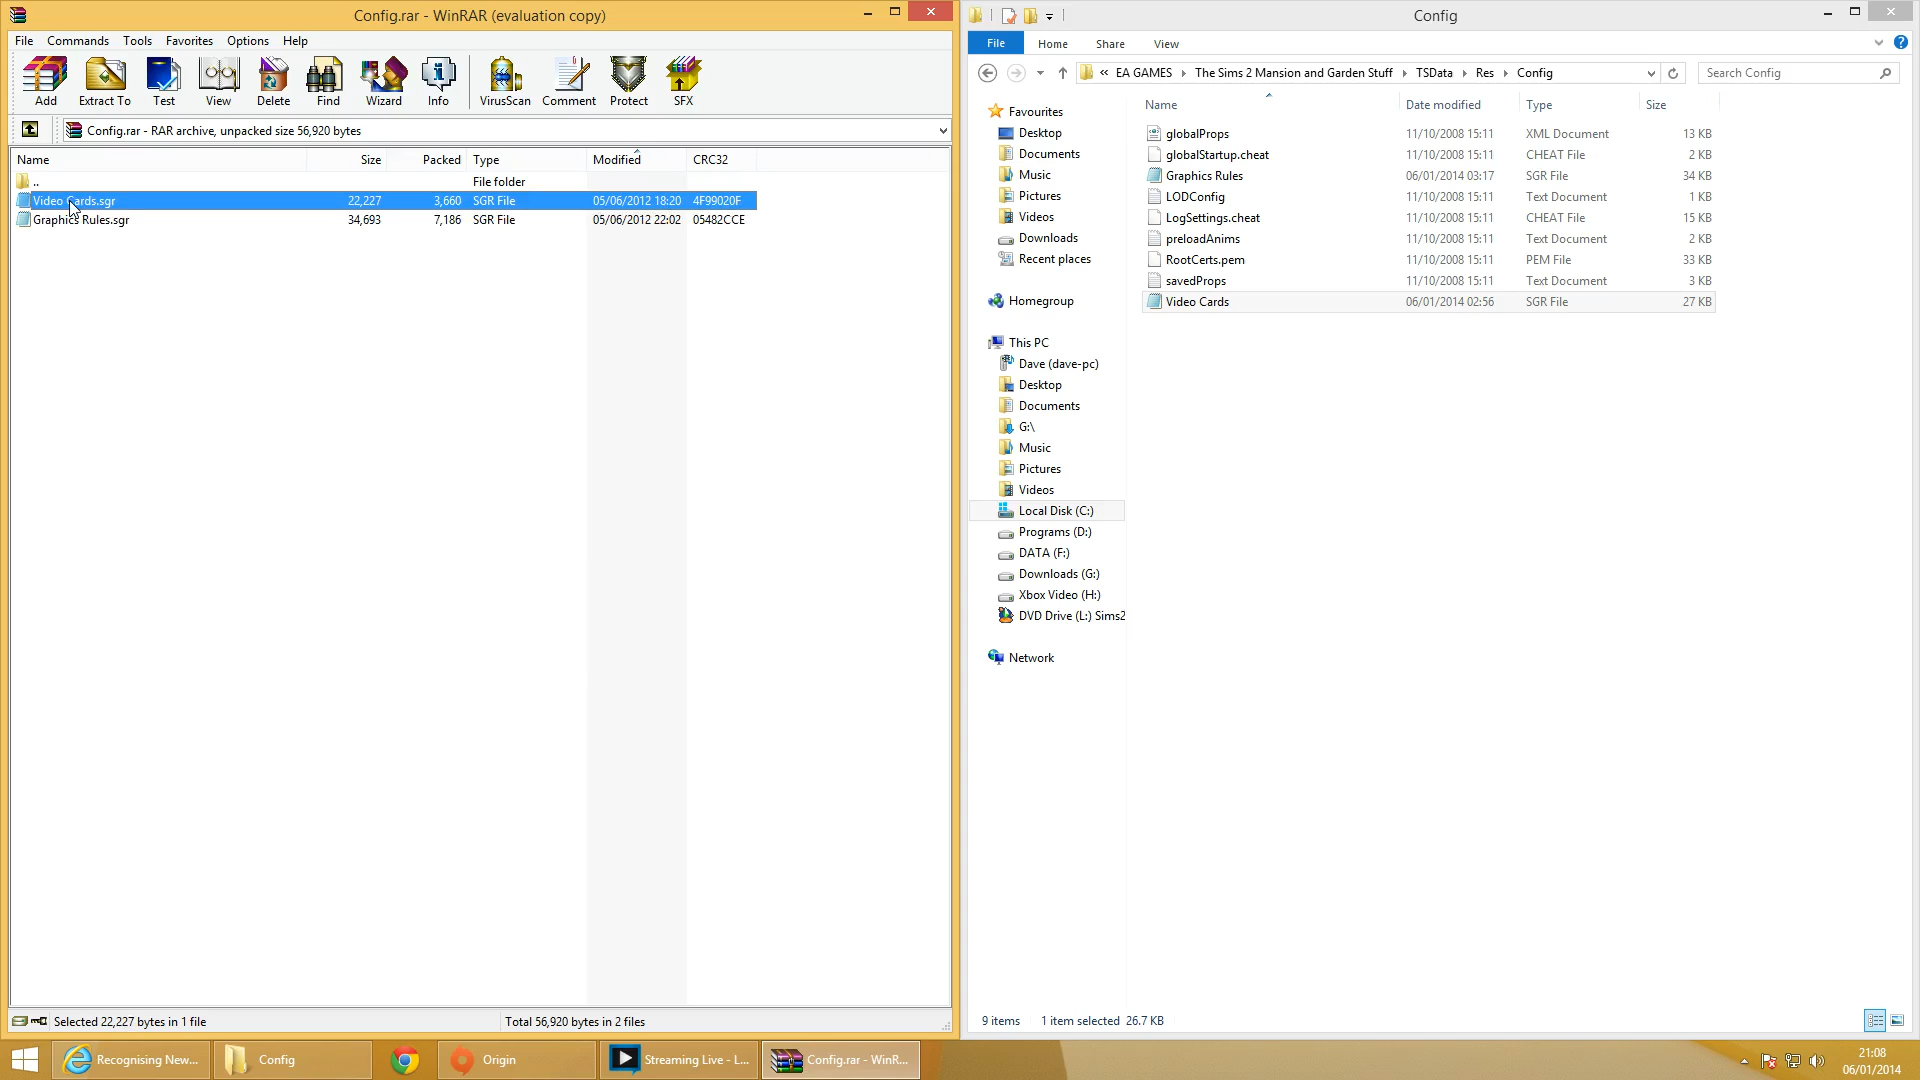 Config.rar - WinRAR (evaluation copy)
File Commands Tools Favorites Options Help
Add Extract To Test View Delete Find Wizard Info VirusScan Comment Protect SFX
Config.rar - RAR archive, unpacked size 56,920 bytes
Name Size Packed Type Modified CRC32
.. File folder
Video Cards.sgr 22,227 3,660 SGR File 05/06/2012 18:20 4F99020F
Graphics Rules.sgr 34,693 7,186 SGR File 05/06/2012 22:02 05482CCE
Selected 22,227 bytes in 1 file Total 56,920 bytes in 2 files
Config
File Home Share View
« EA GAMES The Sims 2 Mansion and Garden Stuff TSData Res Config Search Config
Favourites
Desktop
Documents
Music
Pictures
Videos
Downloads
Recent places
Homegroup
This PC
Dave (dave-pc)
Desktop
Documents
G:\
Music
Pictures
Videos
Local Disk (C:)
Programs (D:)
DATA (F:)
Downloads (G:)
Xbox Video (H:)
DVD Drive (L:) Sims2
Network
Name Date modified Type Size
globalProps 11/10/2008 15:11 XML Document 13 KB
globalStartup.cheat 11/10/2008 15:11 CHEAT File 2 KB
Graphics Rules 06/01/2014 03:17 SGR File 34 KB
LODConfig 11/10/2008 15:11 Text Document 1 KB
LogSettings.cheat 11/10/2008 15:11 CHEAT File 15 KB
preloadAnims 11/10/2008 15:11 Text Document 2 KB
RootCerts.pem 11/10/2008 15:11 PEM File 33 KB
savedProps 11/10/2008 15:11 Text Document 3 KB
Video Cards 06/01/2014 02:56 SGR File 27 KB
9 items 1 item selected 26.7 KB
Recognising New... Config Origin Streaming Live - L... Config.rar - WinR...
21:08
06/01/2014